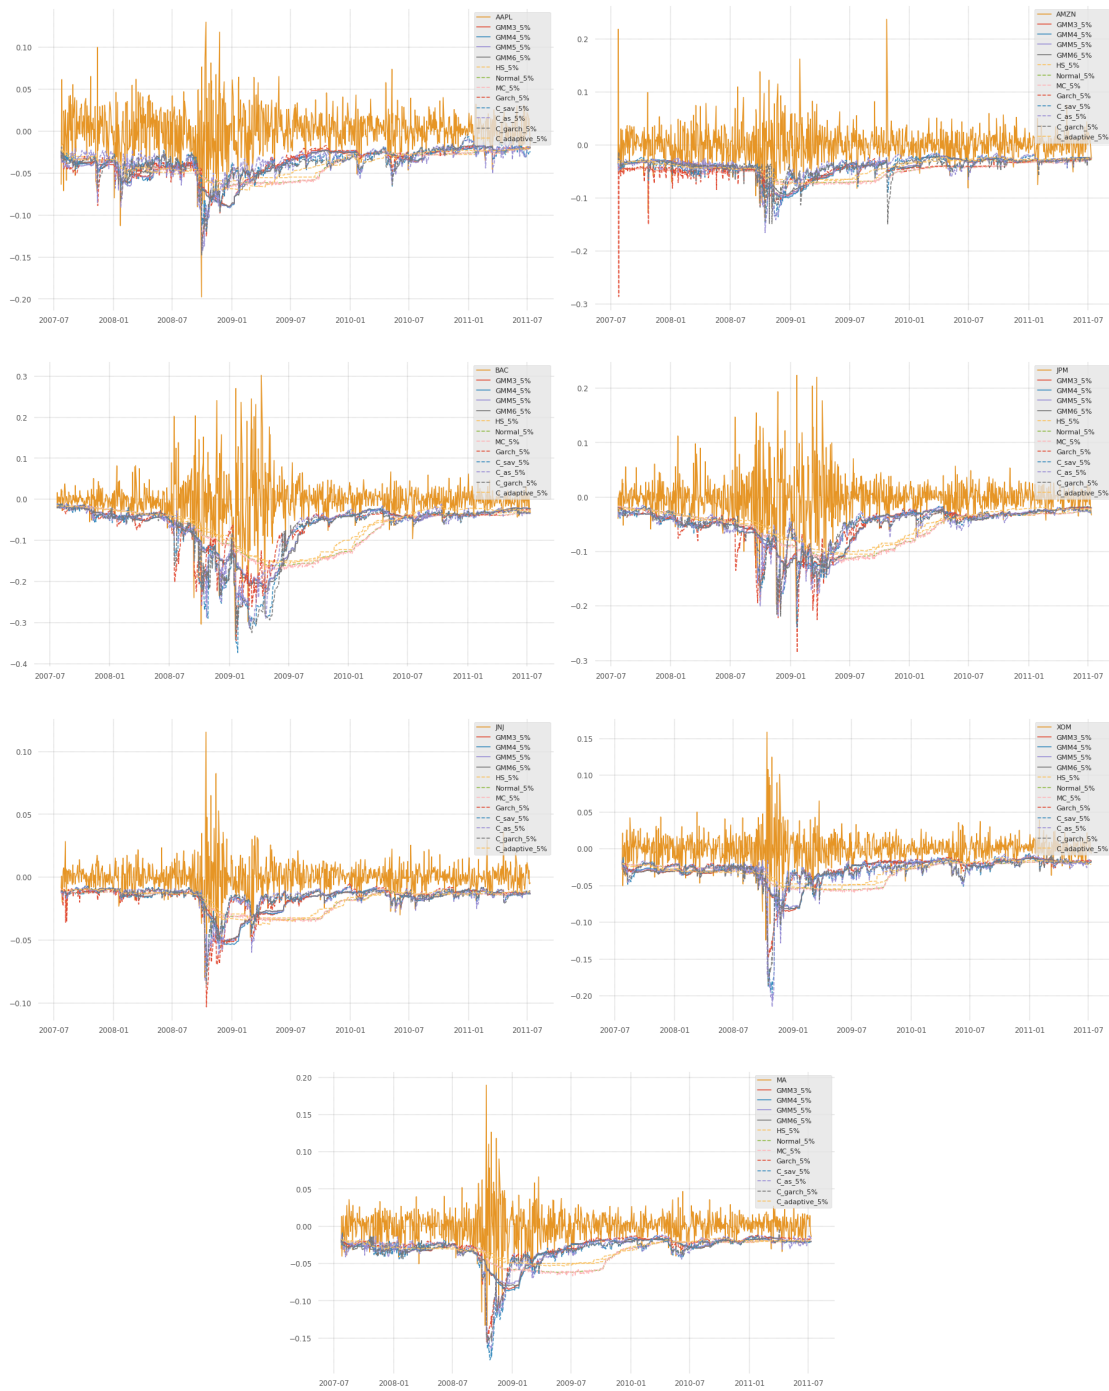 AAPL
GMM3_5%
GMM4_5%
GMM5_5%
GMM6_5%
HS_5%
Normal_5%
MC_5%
Garch_5%
C_sav_5%
C_as_5%
C_garch_5%
C_adaptive_5%
0.10
0.05
0.00
−0.05
−0.10
−0.15
−0.20
2007-07 2008-01 2008-07 2009-01 2009-07 2010-01 2010-07 2011-01 2011-07
AMZN
GMM3_5%
GMM4_5%
GMM5_5%
GMM6_5%
HS_5%
Normal_5%
MC_5%
Garch_5%
C_sav_5%
C_as_5%
C_garch_5%
C_adaptive_5%
0.2
0.1
0.0
−0.1
−0.2
−0.3
2007-07 2008-01 2008-07 2009-01 2009-07 2010-01 2010-07 2011-01 2011-07
BAC
GMM3_5%
GMM4_5%
GMM5_5%
GMM6_5%
HS_5%
Normal_5%
MC_5%
Garch_5%
C_sav_5%
C_as_5%
C_garch_5%
C_adaptive_5%
0.3
0.2
0.1
0.0
−0.1
−0.2
−0.3
−0.4
2007-07 2008-01 2008-07 2009-01 2009-07 2010-01 2010-07 2011-01 2011-07
JPM
GMM3_5%
GMM4_5%
GMM5_5%
GMM6_5%
HS_5%
Normal_5%
MC_5%
Garch_5%
C_sav_5%
C_as_5%
C_garch_5%
C_adaptive_5%
0.2
0.1
0.0
−0.1
−0.2
−0.3
2007-07 2008-01 2008-07 2009-01 2009-07 2010-01 2010-07 2011-01 2011-07
JNJ
GMM3_5%
GMM4_5%
GMM5_5%
GMM6_5%
HS_5%
Normal_5%
MC_5%
Garch_5%
C_sav_5%
C_as_5%
C_garch_5%
C_adaptive_5%
0.10
0.05
0.00
−0.05
−0.10
2007-07 2008-01 2008-07 2009-01 2009-07 2010-01 2010-07 2011-01 2011-07
XOM
GMM3_5%
GMM4_5%
GMM5_5%
GMM6_5%
HS_5%
Normal_5%
MC_5%
Garch_5%
C_sav_5%
C_as_5%
C_garch_5%
C_adaptive_5%
0.15
0.10
0.05
0.00
−0.05
−0.10
−0.15
−0.20
2007-07 2008-01 2008-07 2009-01 2009-07 2010-01 2010-07 2011-01 2011-07
MA
GMM3_5%
GMM4_5%
GMM5_5%
GMM6_5%
HS_5%
Normal_5%
MC_5%
Garch_5%
C_sav_5%
C_as_5%
C_garch_5%
C_adaptive_5%
0.20
0.15
0.10
0.05
0.00
−0.05
−0.10
−0.15
2007-07 2008-01 2008-07 2009-01 2009-07 2010-01 2010-07 2011-01 2011-07